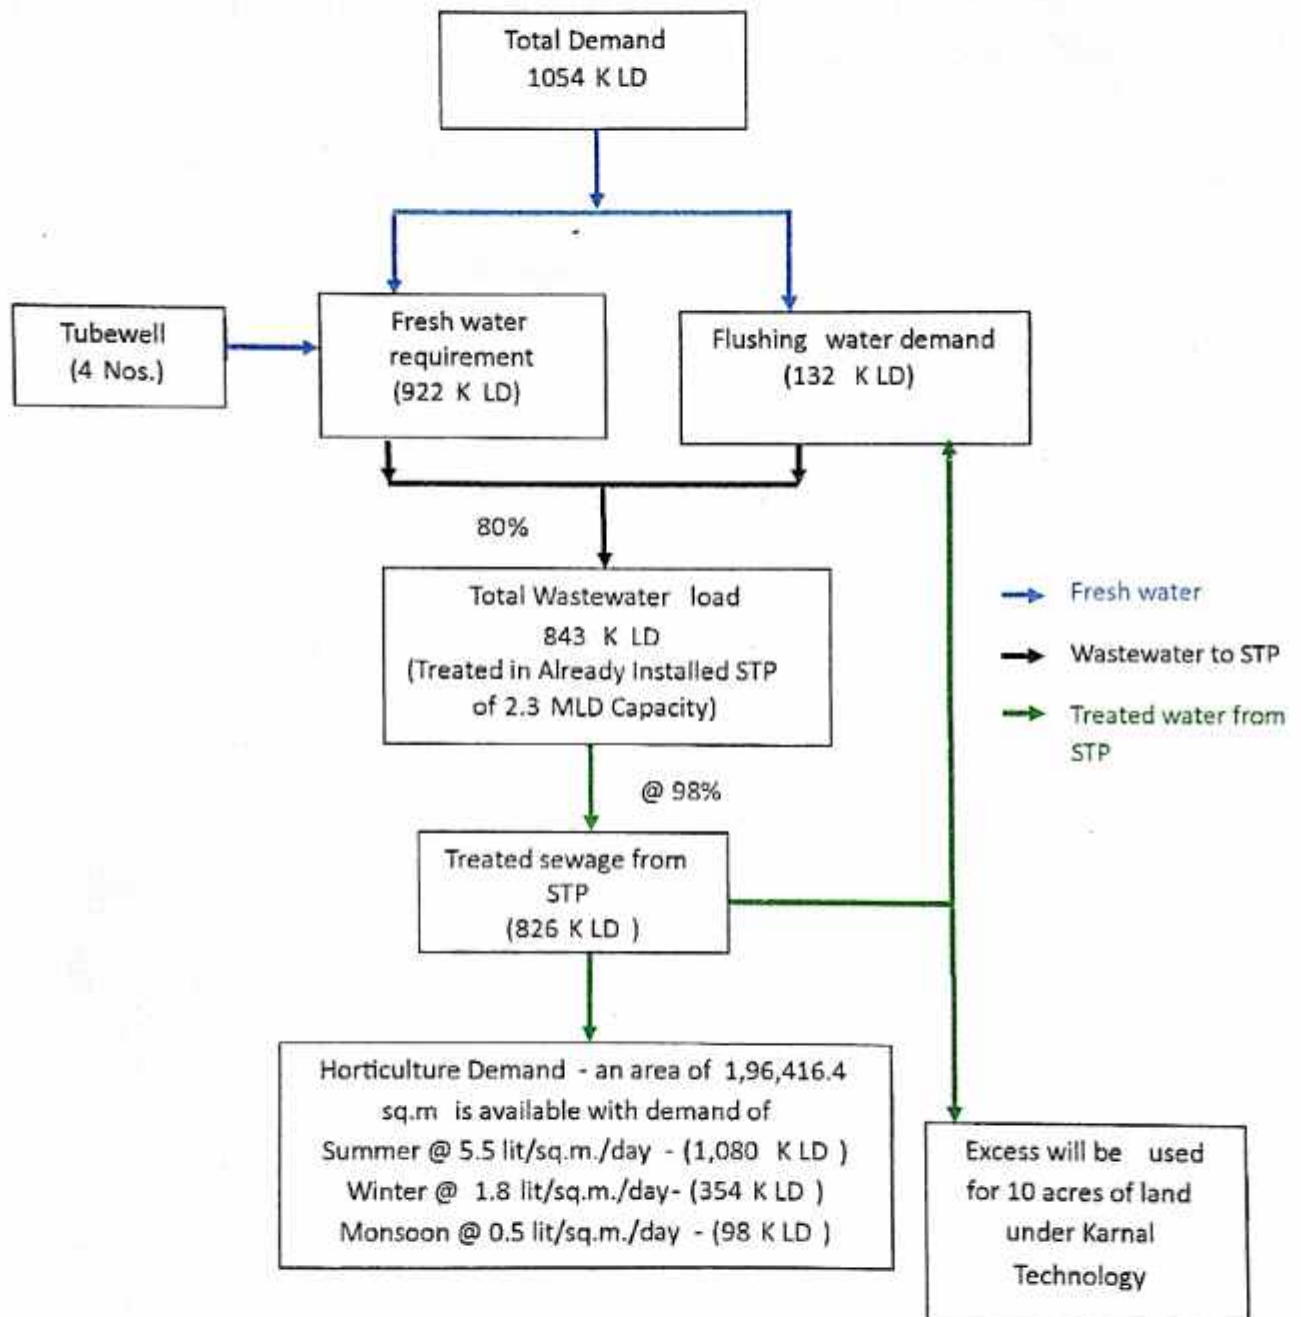 Total Demand
1054 K LD
Tubewell
(4 Nos.)
Fresh water
requirement
(922 K LD)
Flushing water demand
(132 K LD)
80%
Total Wastewater load
843 K LD
(Treated in Already Installed STP
of 2.3 MLD Capacity)
Fresh water
Wastewater to STP
Treated water from
STP
@ 98%
Treated sewage from
STP
(826 K LD )
Horticulture Demand - an area of 1,96,416.4
sq.m is available with demand of
Summer @ 5.5 lit/sq.m./day - (1,080 K LD )
Winter @ 1.8 lit/sq.m./day- (354 K LD )
Monsoon @ 0.5 lit/sq.m./day - (98 K LD )
Excess will be used
for 10 acres of land
under Karnal
Technology